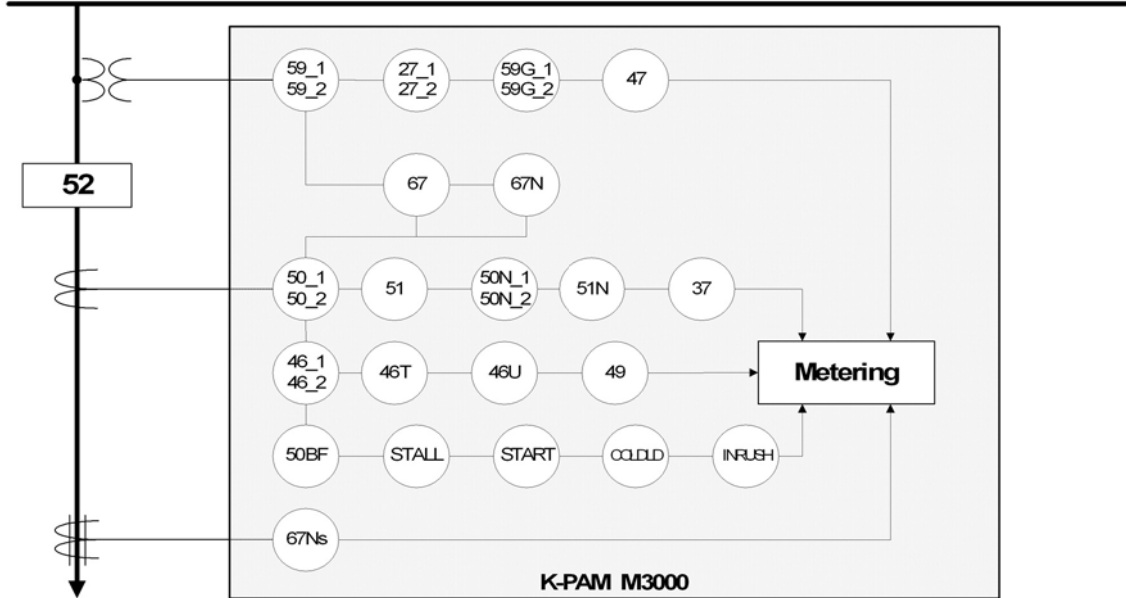 59_1
59_2
27_1
27_2
59G_1
59G_2
47
52
67
67N
50_1
50_2
51
50N_1
50N_2
51N
37
46_1
46_2
46T
46U
49
Metering
50BF
STALL
START
COLDLD
INRUSH
67Ns
K-PAM M3000